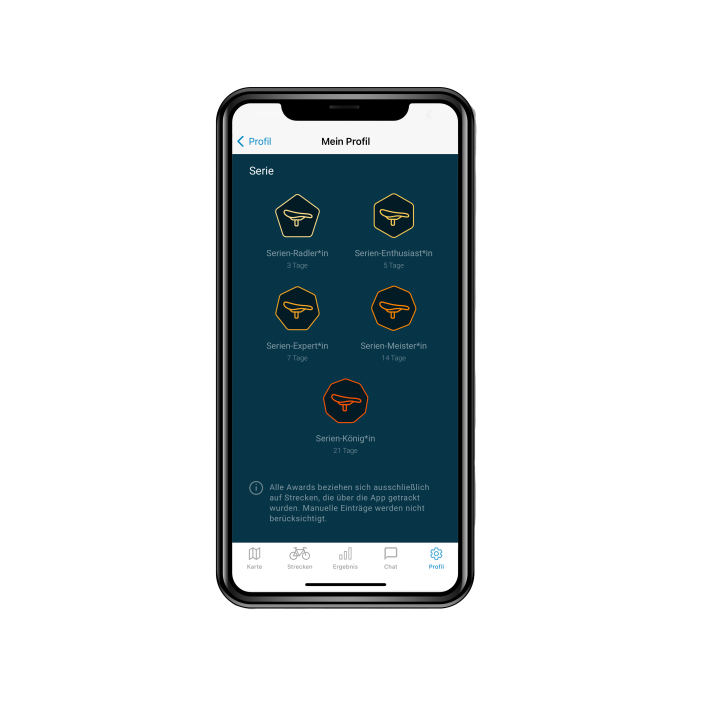 Profil
Mein Profil
Serie
Serien-Radler*in
Serien-Enthusiast*in
3 Tage
5 Tage
Serien-Expert*in
Serien-Meister*in
7 Tage
14 Tage
Serien-König*in
21 Tage
Alle Awards beziehen sich ausschließlich
auf Strecken, die über die App getrackt
wurden. Manuelle Einträge werden nicht
berücksichtigt.
Karte
Strecken
Ergebnis
Chat
Profil